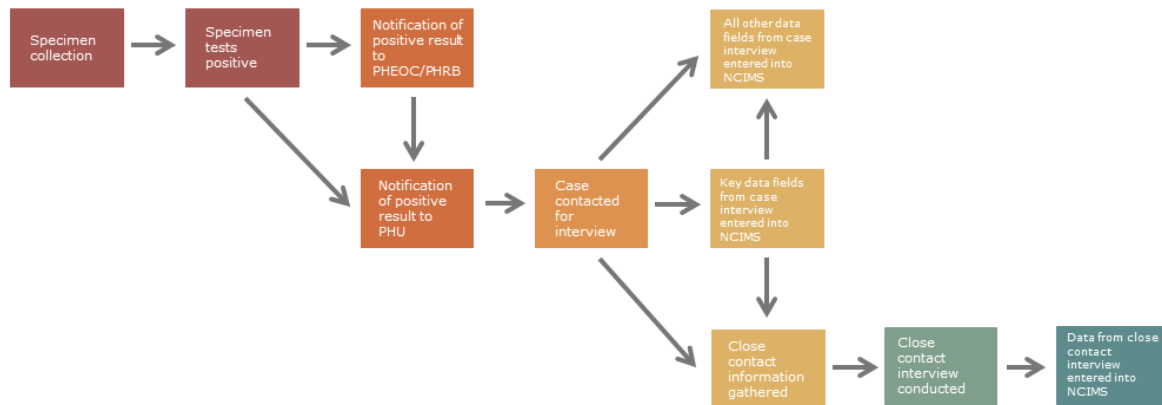 Specimen
collection
Specimen
tests
positive
Notification of
positive result
to
PHEOC/PHRB
All other data
fields from case
interview
entered into
NCIMS
Notification
of positive
result to
PHU
Case
contacted
for
interview
Key data fields
from case
interview
entered into
NCIMS
Close
contact
information
gathered
Close
contact
interview
conducted
Data from close
contact
interview
entered into
NCIMS